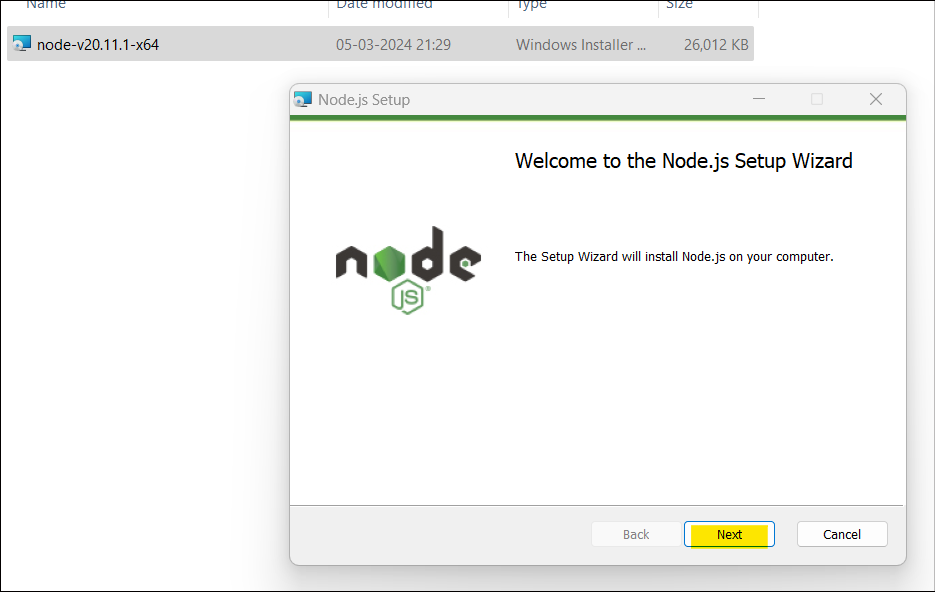 Name Date modified Type Size
node-v20.11.1-x64 05-03-2024 21:29 Windows Installer ... 26,012 KB
Node.js Setup
Welcome to the Node.js Setup Wizard
node
JS
The Setup Wizard will install Node.js on your computer.
Back Next Cancel